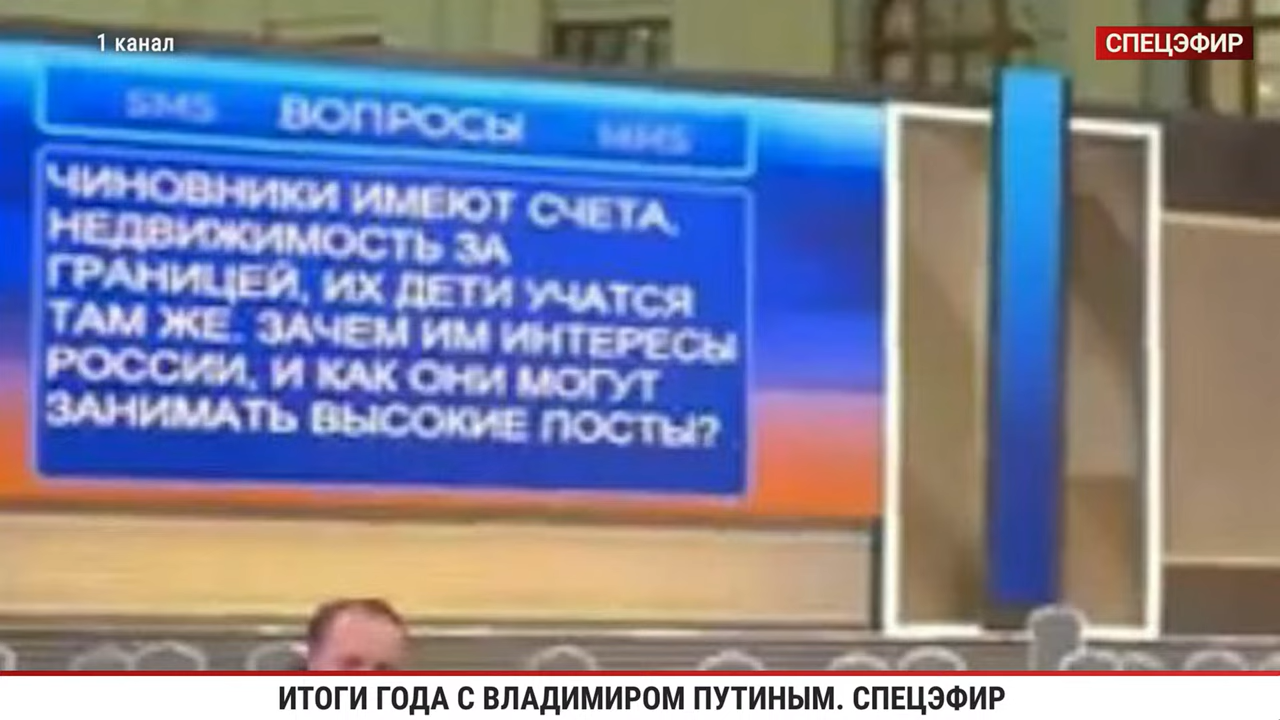 1 канал
СПЕЦЭФИР
SMS ВОПРОСЫ MMS
ЧИНОВНИКИ ИМЕЮТ СЧЕТА,
НЕДВИЖИМОСТЬ ЗА
ГРАНИЦЕЙ, ИХ ДЕТИ УЧАТСЯ
ТАМ ЖЕ. ЗАЧЕМ ИМ ИНТЕРЕСЫ
РОССИИ, И КАК ОНИ МОГУТ
ЗАНИМАТЬ ВЫСОКИЕ ПОСТЫ?
ИТОГИ ГОДА С ВЛАДИМИРОМ ПУТИНЫМ. СПЕЦЭФИР